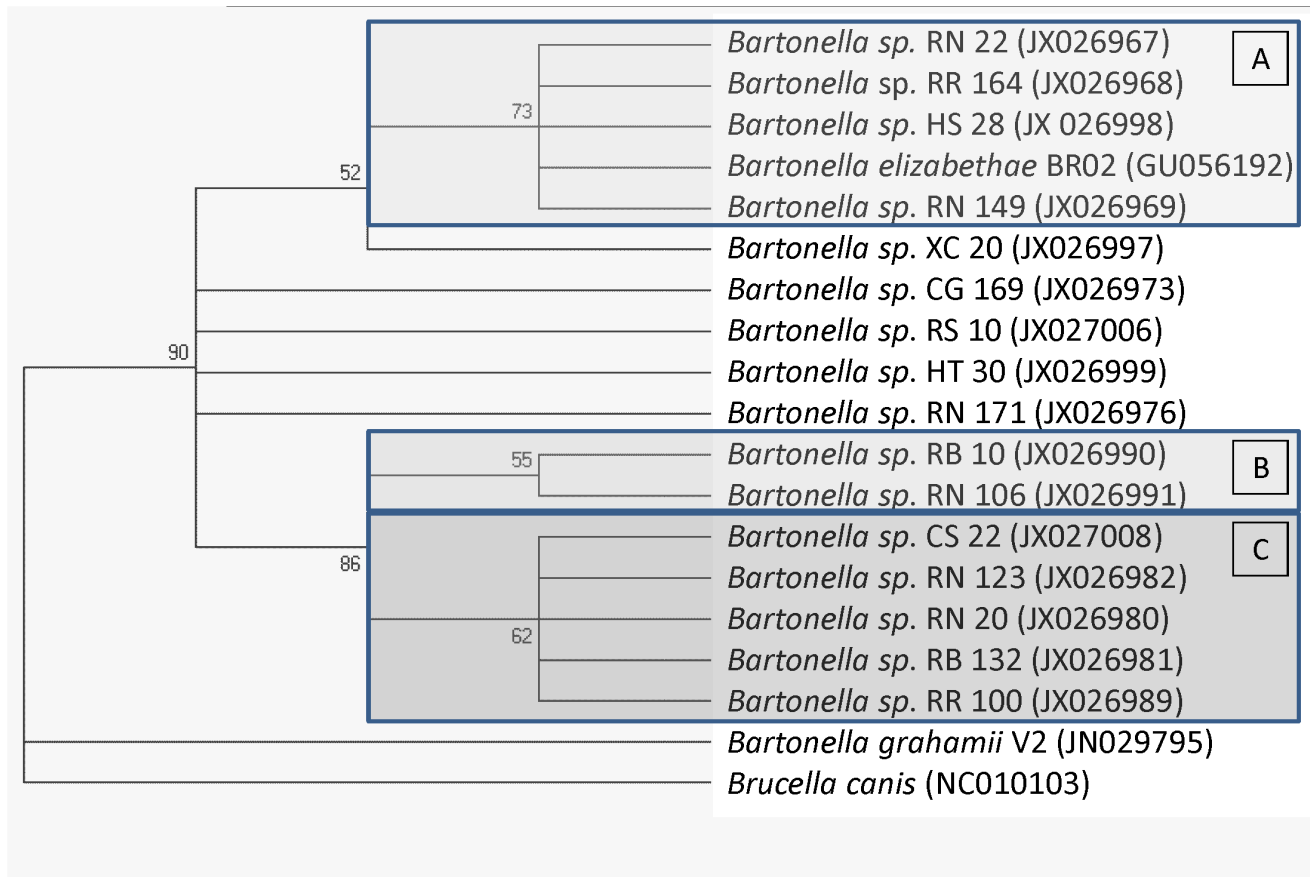 Bartonella sp. RN 22 (JX026967)
A
Bartonella sp. RR 164 (JX026968)
73
Bartonella sp. HS 28 (JX 026998)
52
Bartonella elizabethae BR02 (GU056192)
Bartonella sp. RN 149 (JX026969)
Bartonella sp. XC 20 (JX026997)
Bartonella sp. CG 169 (JX026973)
Bartonella sp. RS 10 (JX027006)
90
Bartonella sp. HT 30 (JX026999)
Bartonella sp. RN 171 (JX026976)
55
Bartonella sp. RB 10 (JX026990)
B
Bartonella sp. RN 106 (JX026991)
Bartonella sp. CS 22 (JX027008)
C
86
Bartonella sp. RN 123 (JX026982)
Bartonella sp. RN 20 (JX026980)
62
Bartonella sp. RB 132 (JX026981)
Bartonella sp. RR 100 (JX026989)
Bartonella grahamii V2 (JN029795)
Brucella canis (NC010103)